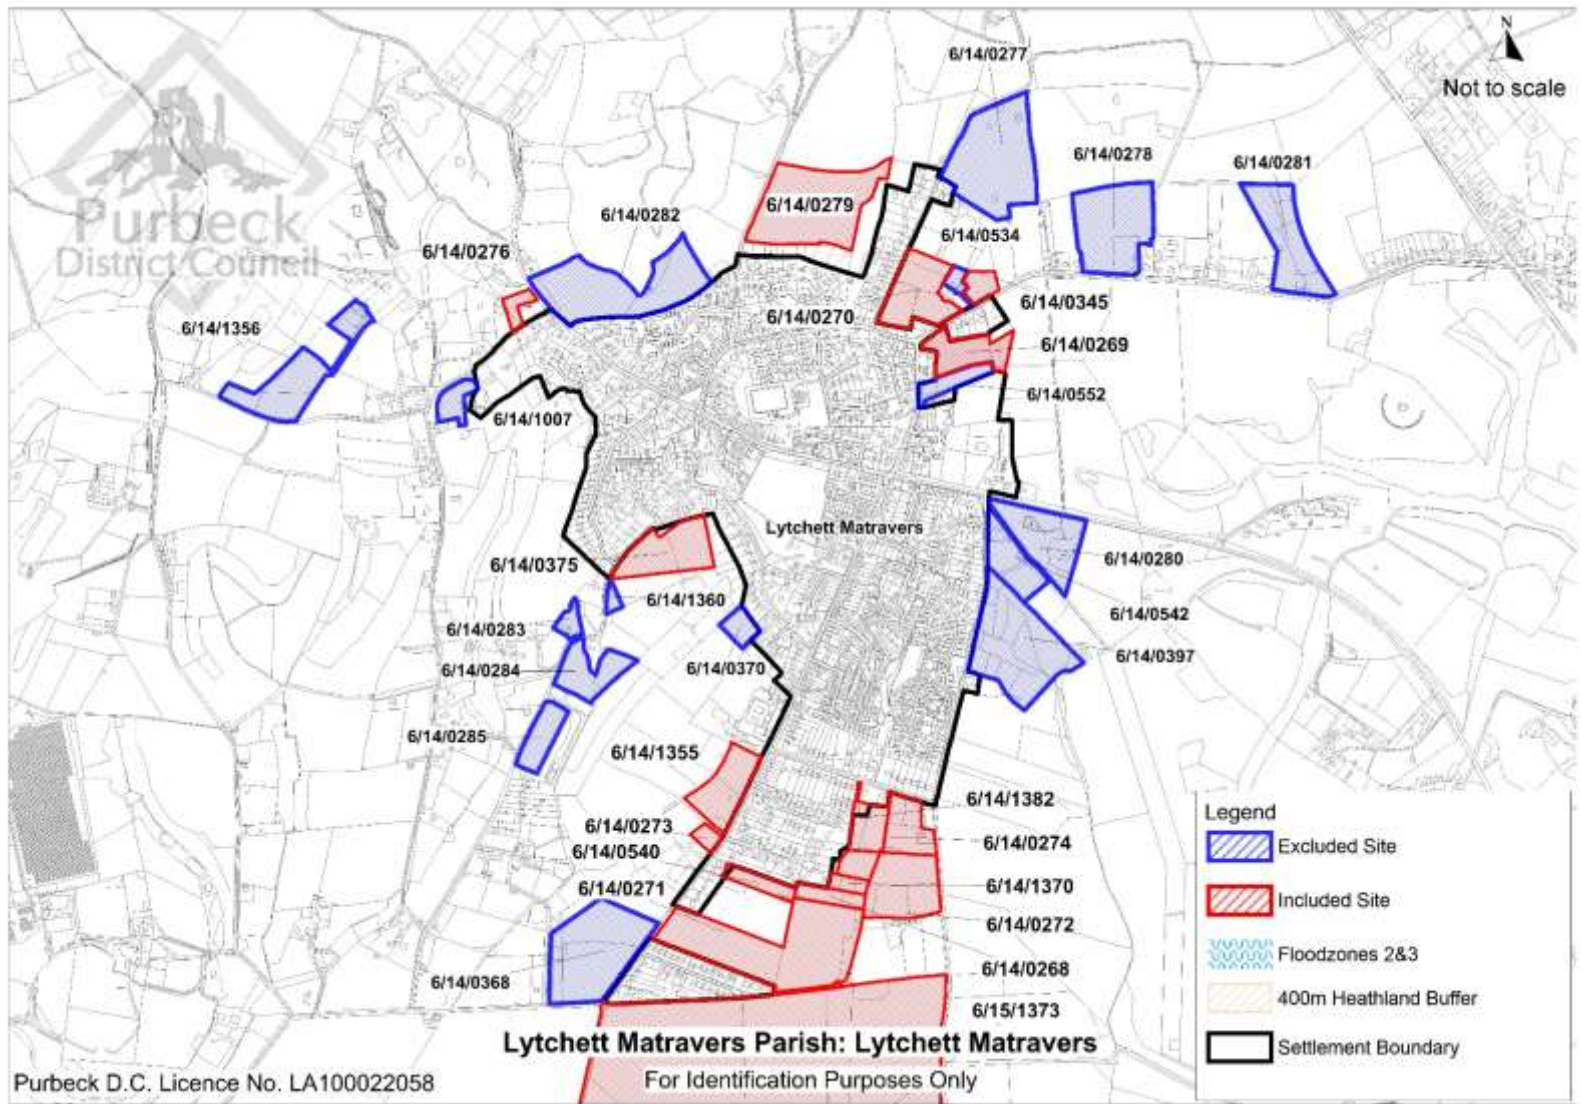 6/14/0277
N
Not to scale
6/14/0278
6/14/0281
6/14/0279
6/14/0282
Purbeck
District Council
6/14/0276
6/14/0534
6/14/0345
6/14/0270
6/14/1356
6/14/0269
6/14/0552
6/14/1007
Lytchett Matravers
6/14/0280
6/14/0375
6/14/1360
6/14/0542
6/14/0283
6/14/0397
6/14/0284
6/14/0370
6/14/0285
6/14/1355
6/14/1382
6/14/0273
6/14/0274
6/14/0540
6/14/0271
6/14/1370
6/14/0272
6/14/0268
6/14/0368
6/15/1373
Legend
Excluded Site
Included Site
Floodzones 2&3
400m Heathland Buffer
Settlement Boundary
Lytchett Matravers Parish: Lytchett Matravers
For Identification Purposes Only
Purbeck D.C. Licence No. LA100022058